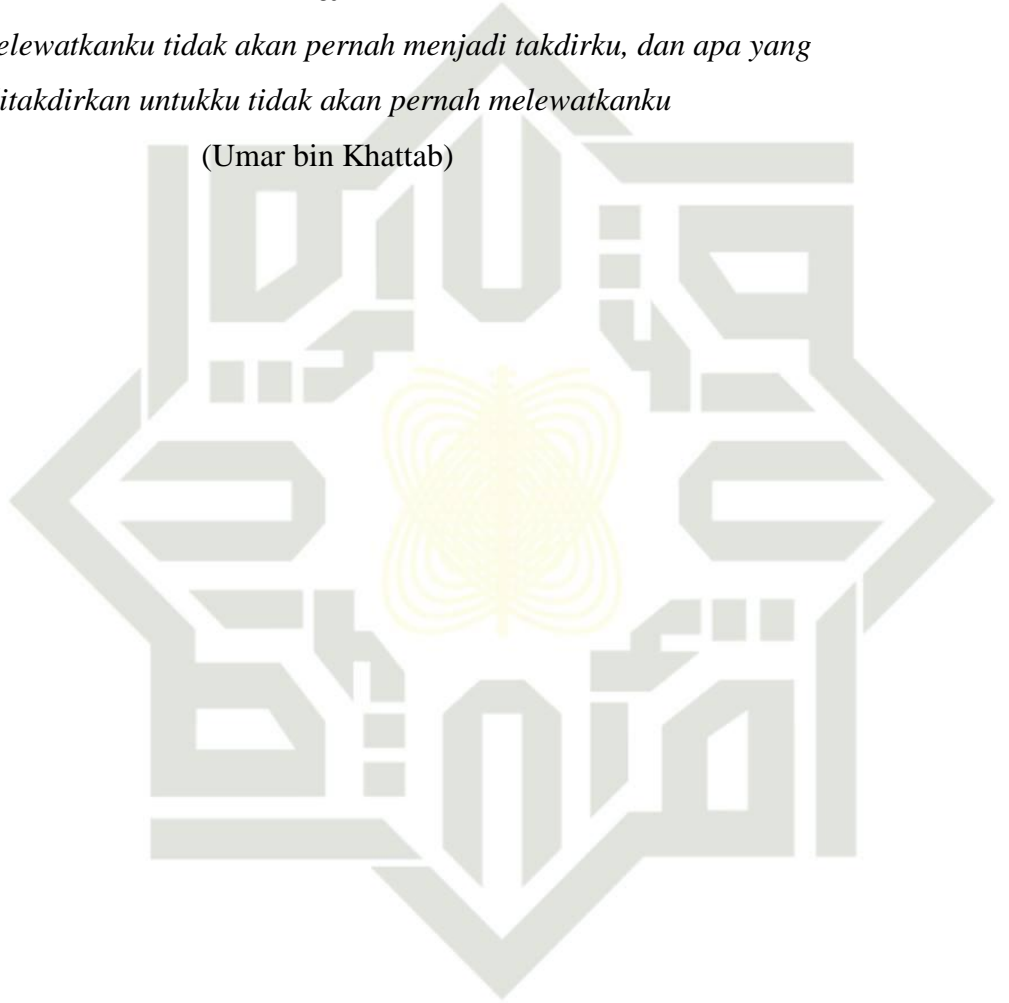 elewatkanku tidak akan pernah menjadi takdirku, dan apa yang
itakdirkan untukku tidak akan pernah melewatkanku
(Umar bin Khattab)